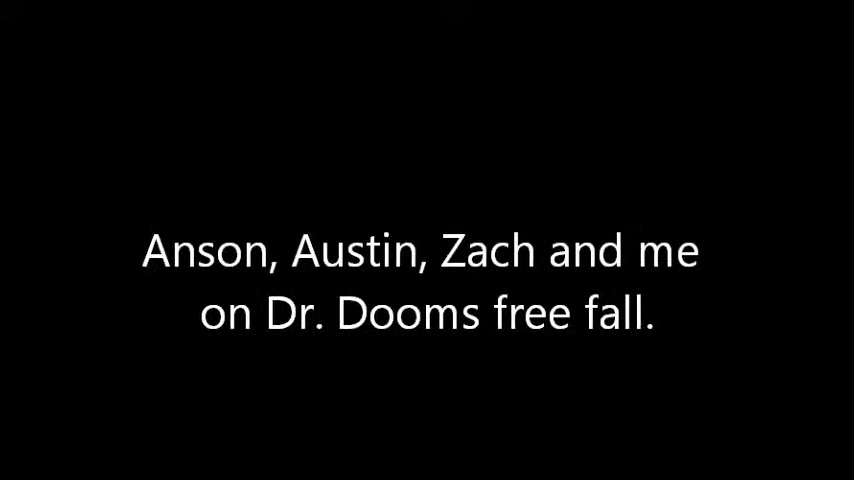 Anson, Austin, Zach and me
on Dr. Dooms free fall.